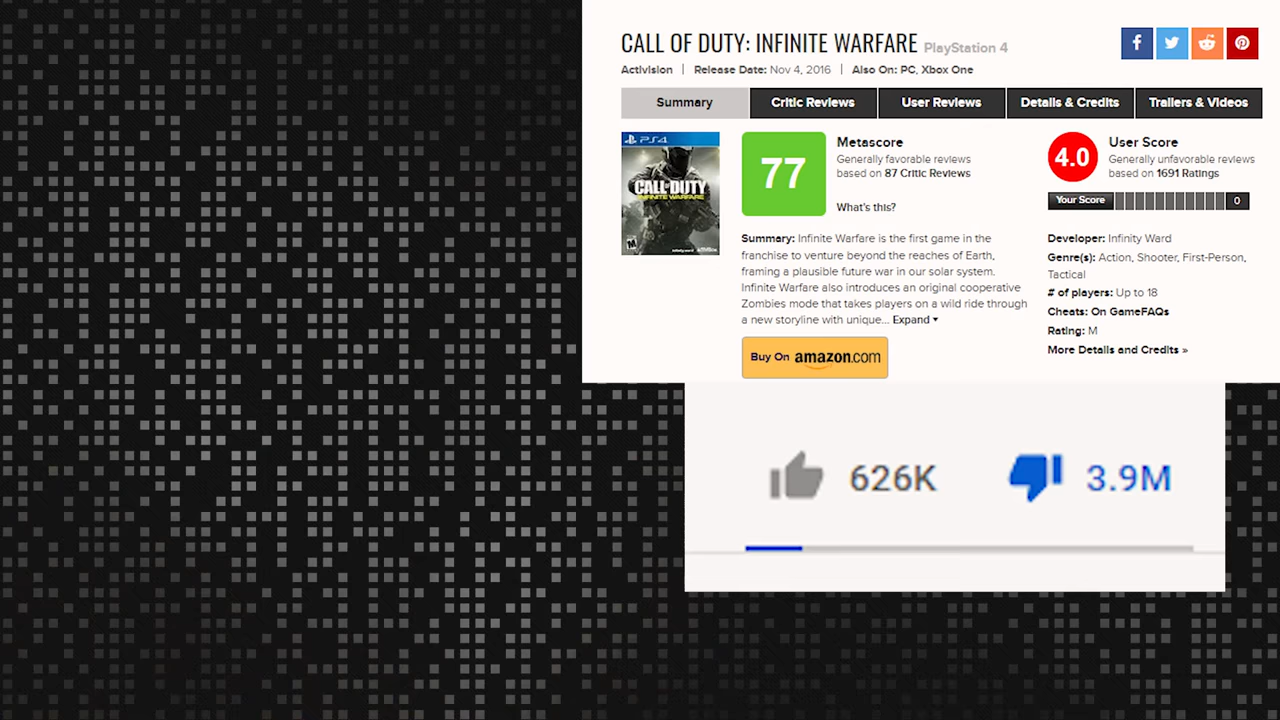 CALL OF DUTY: INFINITE WARFARE PlayStation 4
Activision | Release Date: Nov 4, 2016 | Also On: PC, Xbox One
Summary Critic Reviews User Reviews Details & Credits Trailers & Videos
PS4
CALL OF DUTY
INFINITE WARFARE
M
ACTIVISION
77
Metascore
Generally favorable reviews
based on 87 Critic Reviews
What's this?
4.0
User Score
Generally unfavorable reviews
based on 1691 Ratings
Your Score 0
Summary: Infinite Warfare is the first game in the
franchise to venture beyond the reaches of Earth,
framing a plausible future war in our solar system.
Infinite Warfare also introduces an original cooperative
Zombies mode that takes players on a wild ride through
a new storyline with unique... Expand
Buy On amazon.com
Developer: Infinity Ward
Genre(s): Action, Shooter, First-Person,
Tactical
# of players: Up to 18
Cheats: On GameFAQs
Rating: M
More Details and Credits »
626K 3.9M